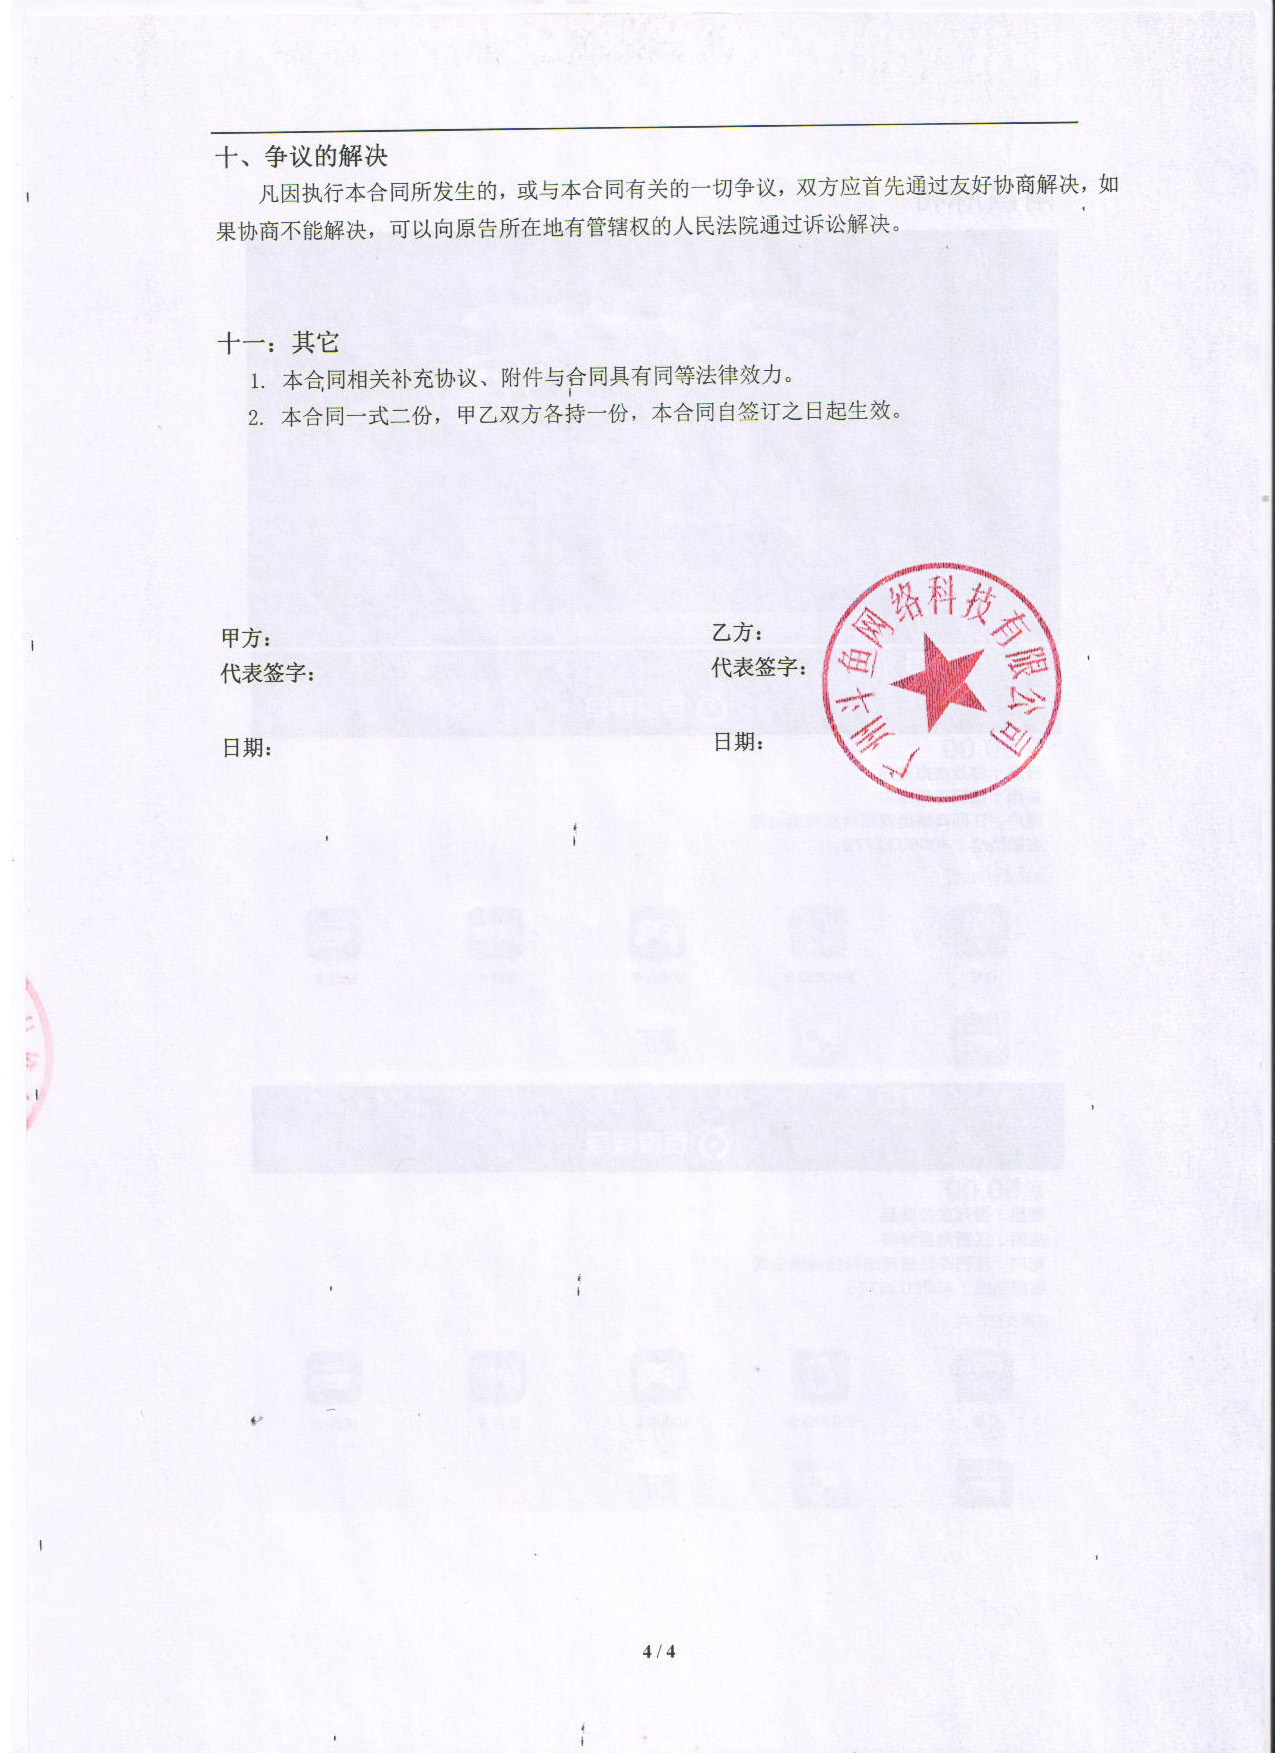 十、争议的解决
凡因执行本合同所发生的，或与本合同有关的一切争议，双方应首先通过友好协商解决，如
果协商不能解决，可以向原告所在地有管辖权的人民法院通过诉讼解决。
十一：其它
1. 本合同相关补充协议、附件与合同具有同等法律效力。
2. 本合同一式二份，甲乙双方各持一份，本合同自签订之日起生效。
甲方：
乙方：
代表签字：
代表签字：
日期：
日期：
广州斗鱼网络科技有限公司
4 / 4